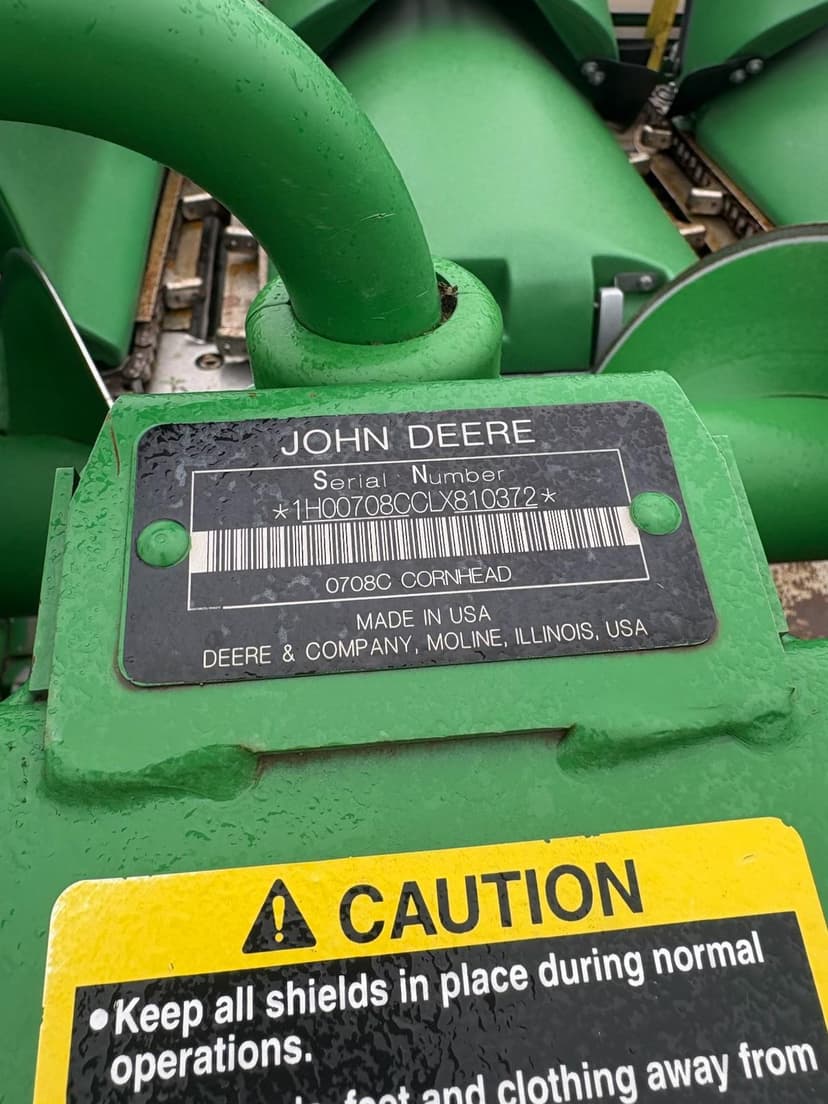 JOHN DEERE
Serial Number
*1H00708CCLX810372*
0708C CORNHEAD
MADE IN USA
DEERE & COMPANY, MOLINE, ILLINOIS, USA
CAUTION
•Keep all shields in place during normal
operations.
and clothing away from